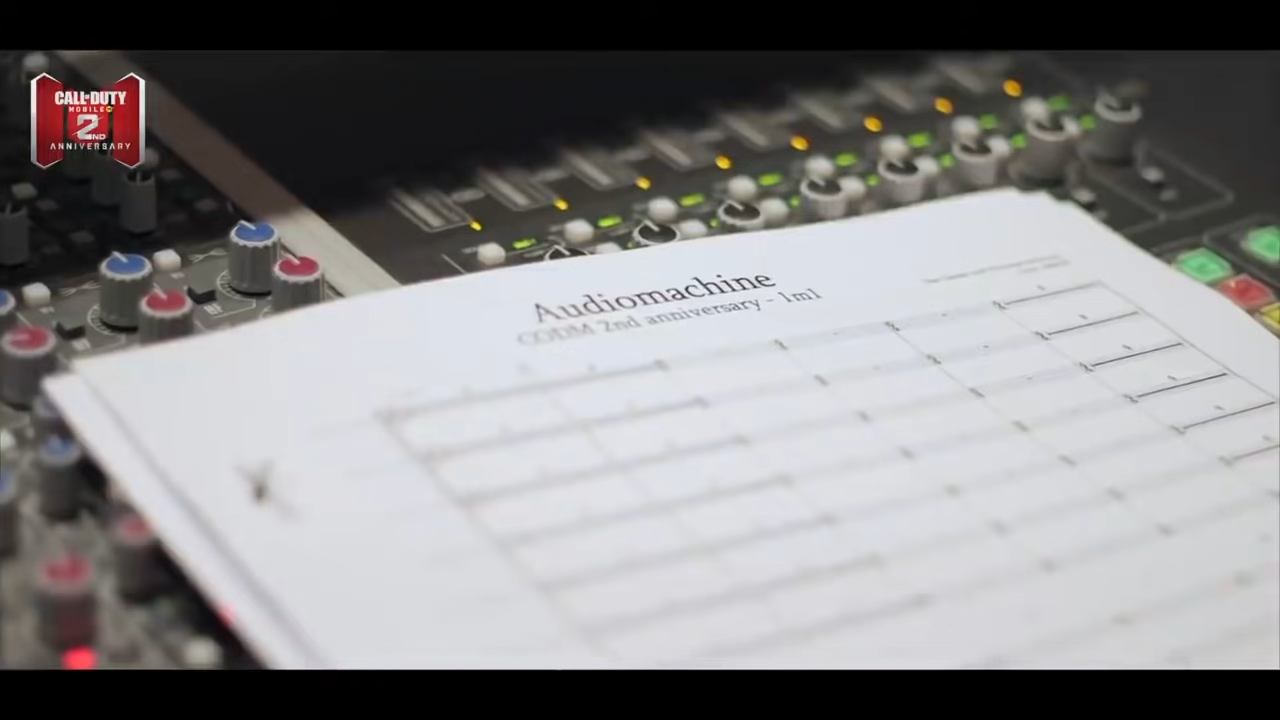 CALL OF DUTY
MOBILE
2ND
ANNIVERSARY
Audiomachine
CODM 2nd anniversary - 1m1